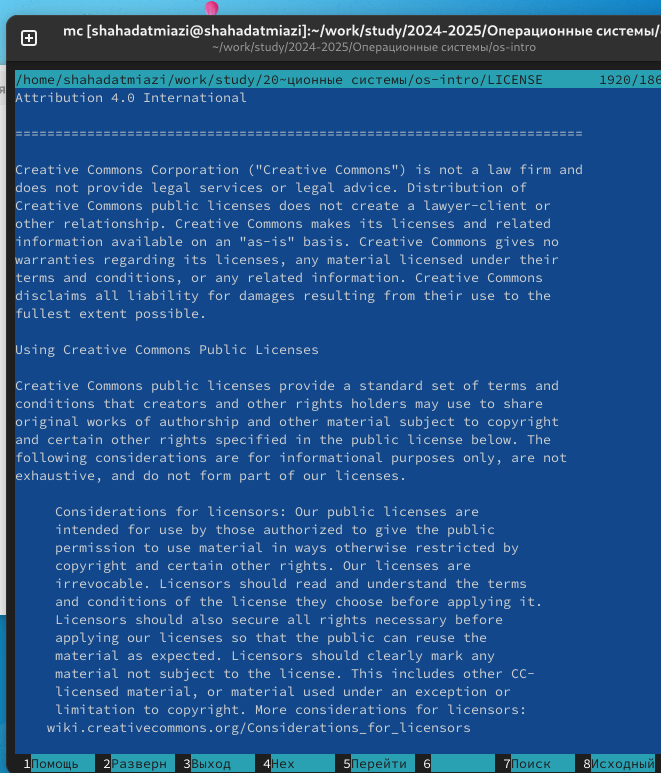 mc [shahadatmiazi@shahadatmiazi]:~/work/study/2024-2025/Операционные системы/
~/work/study/2024-2025/Операционные системы/os-intro
/home/shahadatmiazi/work/study/20~ционные системы/os-intro/LICENSE 1920/186
Attribution 4.0 International
=======================================================================
Creative Commons Corporation ("Creative Commons") is not a law firm and
does not provide legal services or legal advice. Distribution of
Creative Commons public licenses does not create a lawyer-client or
other relationship. Creative Commons makes its licenses and related
information available on an "as-is" basis. Creative Commons gives no
warranties regarding its licenses, any material licensed under their
terms and conditions, or any related information. Creative Commons
disclaims all liability for damages resulting from their use to the
fullest extent possible.
Using Creative Commons Public Licenses
Creative Commons public licenses provide a standard set of terms and
conditions that creators and other rights holders may use to share
original works of authorship and other material subject to copyright
and certain other rights specified in the public license below. The
following considerations are for informational purposes only, are not
exhaustive, and do not form part of our licenses.
Considerations for licensors: Our public licenses are
intended for use by those authorized to give the public
permission to use material in ways otherwise restricted by
copyright and certain other rights. Our licenses are
irrevocable. Licensors should read and understand the terms
and conditions of the license they choose before applying it.
Licensors should also secure all rights necessary before
applying our licenses so that the public can reuse the
material as expected. Licensors should clearly mark any
material not subject to the license. This includes other CC-
licensed material, or material used under an exception or
limitation to copyright. More considerations for licensors:
wiki.creativecommons.org/Considerations_for_licensors
1Помощь 2Разверн 3Выход 4Hex 5Перейти 6 7Поиск 8Исходный